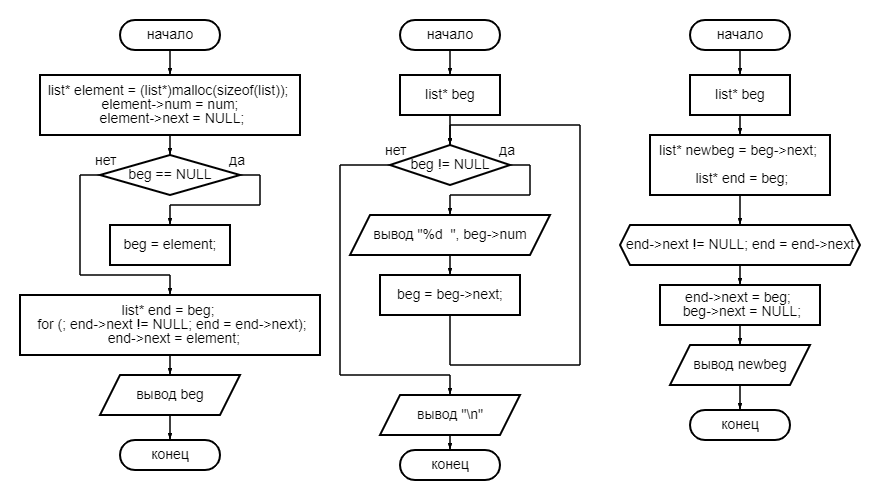 начало
list* element = (list*)malloc(sizeof(list));
element->num = num;
element->next = NULL;
нет
да
beg == NULL
beg = element;
list* end = beg;
for (; end->next != NULL; end = end->next);
end->next = element;
вывод beg
конец
начало
list* beg
нет
да
beg != NULL
вывод "%d ", beg->num
beg = beg->next;
вывод "\n"
конец
начало
list* beg
list* newbeg = beg->next;
list* end = beg;
end->next != NULL; end = end->next
end->next = beg;
beg->next = NULL;
вывод newbeg
конец